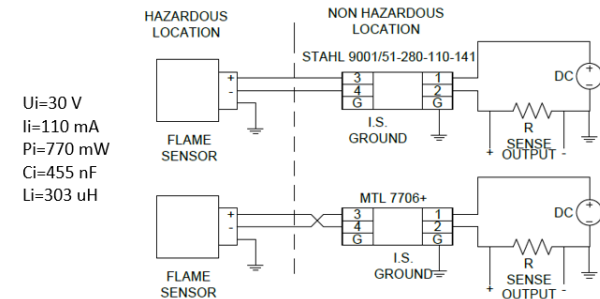 HAZARDOUS
LOCATION
NON HAZARDOUS
LOCATION
STAHL 9001/51-280-110-141
+
-
3
4
G
1
2
DC
+
-
FLAME
SENSOR
I.S.
GROUND
R
SENSE
+ OUTPUT -
Ui=30 V
Ii=110 mA
Pi=770 mW
Ci=455 nF
Li=303 uH
MTL 7706+
+
-
3
4
G
1
2
DC
+
-
FLAME
SENSOR
I.S.
GROUND
R
SENSE
+ OUTPUT -